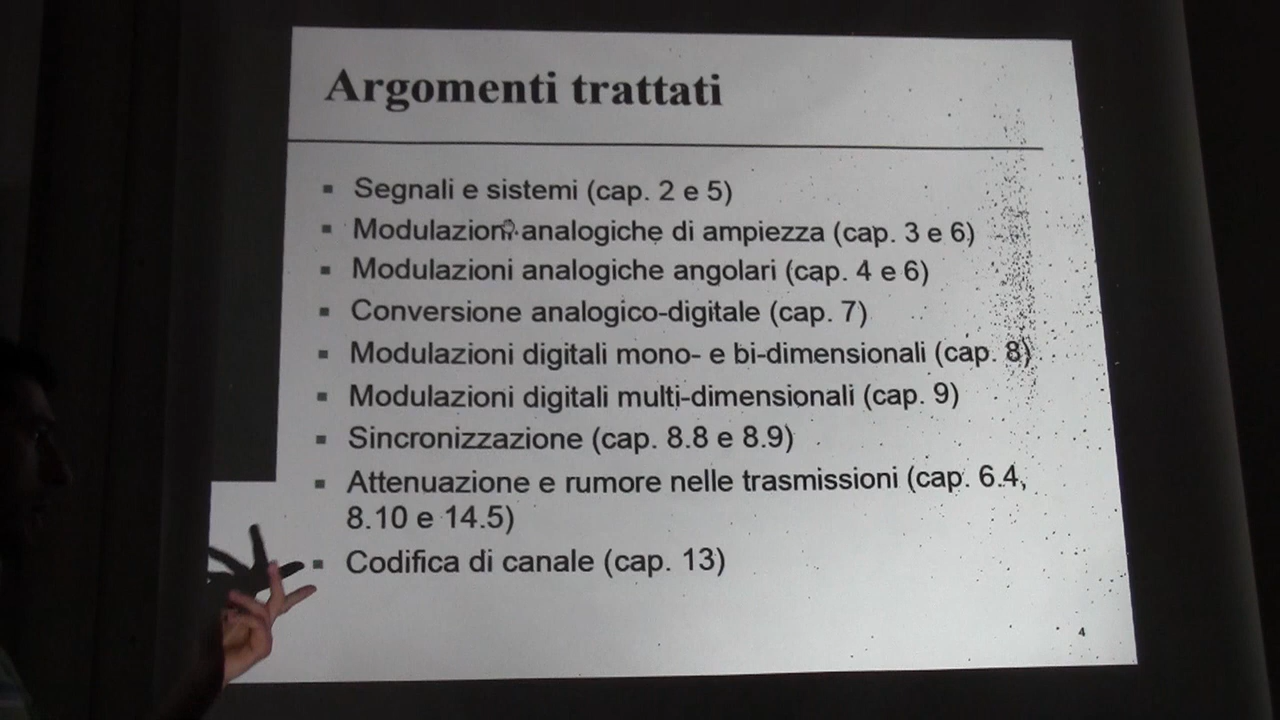 Argomenti trattati
Segnali e sistemi (cap. 2 e 5)
Modulazioni analogiche di ampiezza (cap. 3 e 6)
Modulazioni analogiche angolari (cap. 4 e 6)
Conversione analogico-digitale (cap. 7)
Modulazioni digitali mono- e bi-dimensionali (cap. 8)
Modulazioni digitali multi-dimensionali (cap. 9)
Sincronizzazione (cap. 8.8 e 8.9)
Attenuazione e rumore nelle trasmissioni (cap. 6.4,
8.10 e 14.5)
Codifica di canale (cap. 13)
4